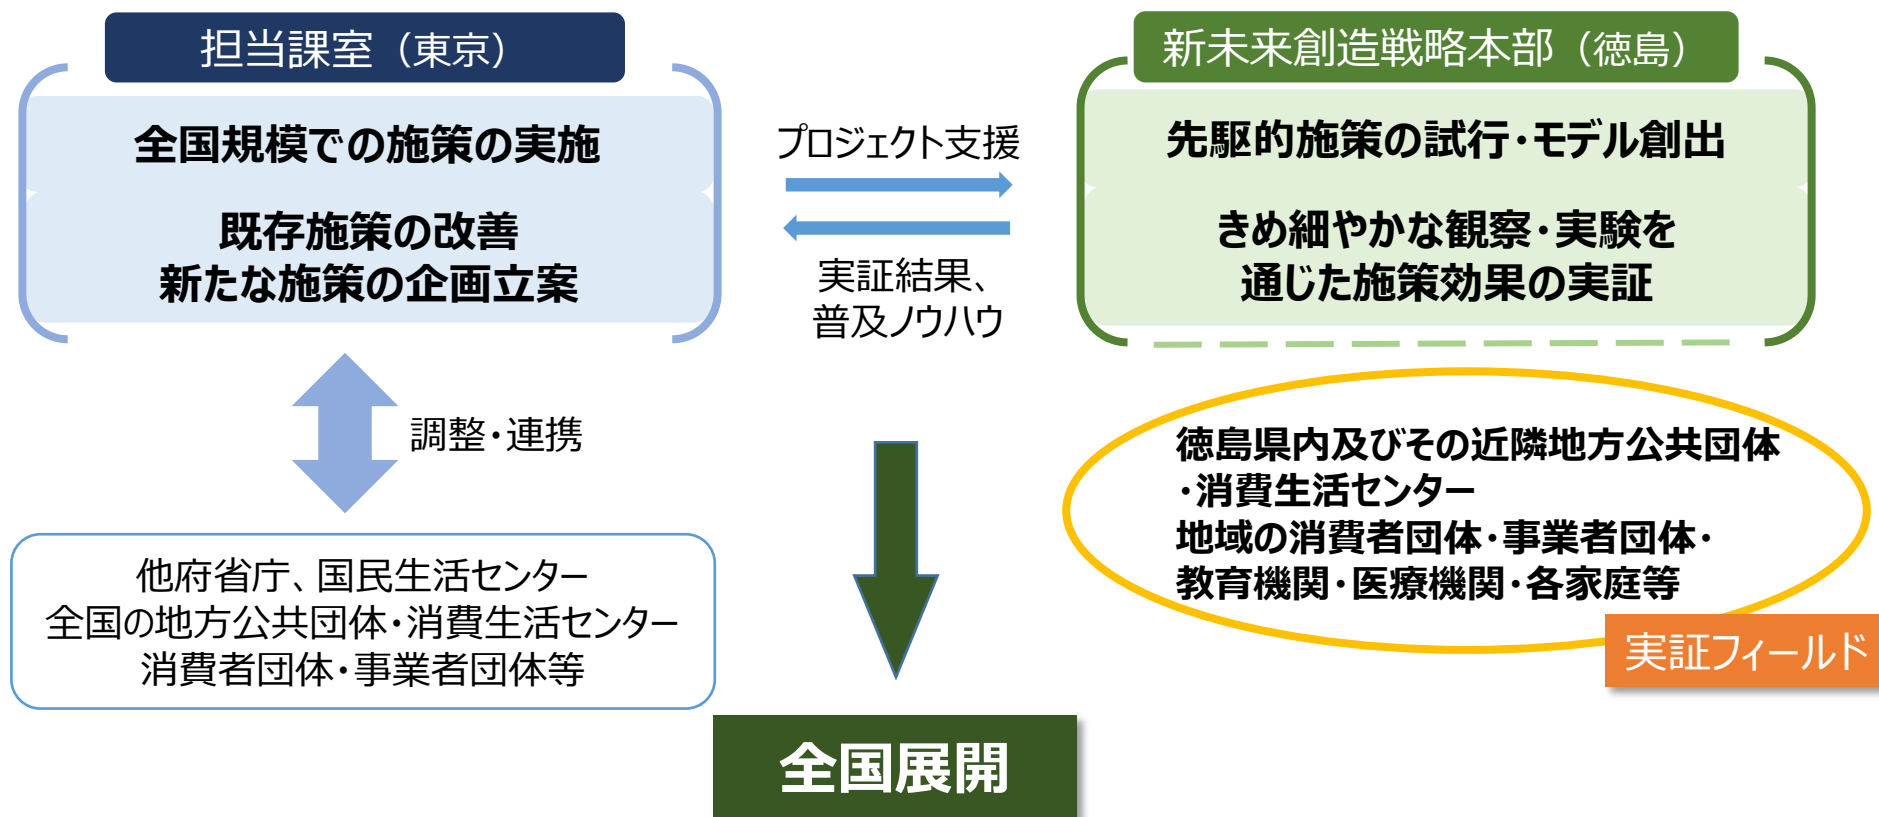 担当課室（東京）
全国規模での施策の実施
既存施策の改善
新たな施策の企画立案
プロジェクト支援
実証結果、
普及ノウハウ
新未来創造戦略本部（徳島）
先駆的施策の試行・モデル創出
きめ細やかな観察・実験を
通じた施策効果の実証
調整・連携
他府省庁、国民生活センター
全国の地方公共団体・消費生活センター
消費者団体・事業者団体等
徳島県内及びその近隣地方公共団体
・消費生活センター
地域の消費者団体・事業者団体・
教育機関・医療機関・各家庭等
実証フィールド
全国展開